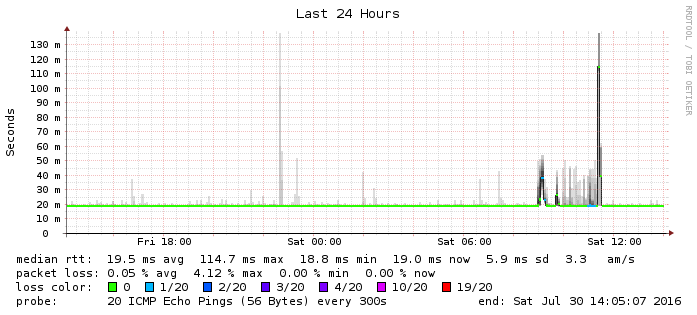 Last 24 Hours
RRDTOOL / TOBI OETIKER
Seconds
130 m
120 m
110 m
100 m
90 m
80 m
70 m
60 m
50 m
40 m
30 m
20 m
10 m
0
Fri 18:00 Sat 00:00 Sat 06:00 Sat 12:00
median rtt: 19.5 ms avg 114.7 ms max 18.8 ms min 19.0 ms now 5.9 ms sd 3.3 am/s
packet loss: 0.05 % avg 4.12 % max 0.00 % min 0.00 % now
loss color: 0 1/20 2/20 3/20 4/20 10/20 19/20
probe: 20 ICMP Echo Pings (56 Bytes) every 300s end: Sat Jul 30 14:05:07 2016